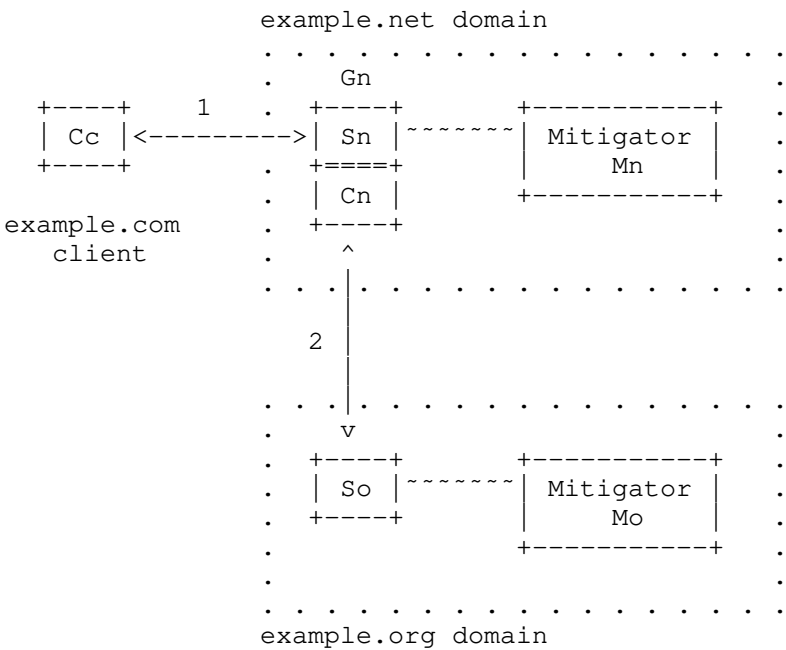 example.net domain
. . . . . . . . . . . . . . . . .
. Gn .
+----+ 1 . +----+ +-----------+ .
| Cc |<--------->| Sn |~~~~~~~| Mitigator | .
+----+ . +====+ | Mn | .
. | Cn | +-----------+ .
example.com . +----+ .
client . ^ .
. . .|. . . . . . . . . . . . . .
|
2 |
|
. . .|. . . . . . . . . . . . . .
. v .
. +----+ +-----------+ .
. | So |~~~~~~~| Mitigator | .
. +----+ | Mo | .
. +-----------+ .
. .
. . . . . . . . . . . . . . . . .
example.org domain